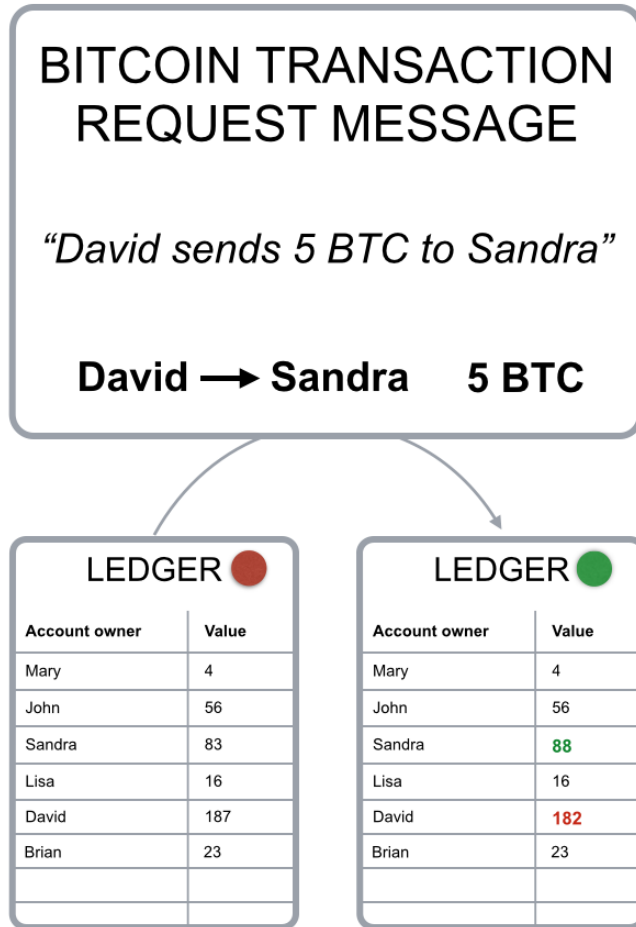 BITCOIN TRANSACTION
REQUEST MESSAGE
“David sends 5 BTC to Sandra”
David → Sandra 5 BTC
LEDGER
Account owner Value
Mary 4
John 56
Sandra 83
Lisa 16
David 187
Brian 23
LEDGER
Account owner Value
Mary 4
John 56
Sandra 88
Lisa 16
David 182
Brian 23